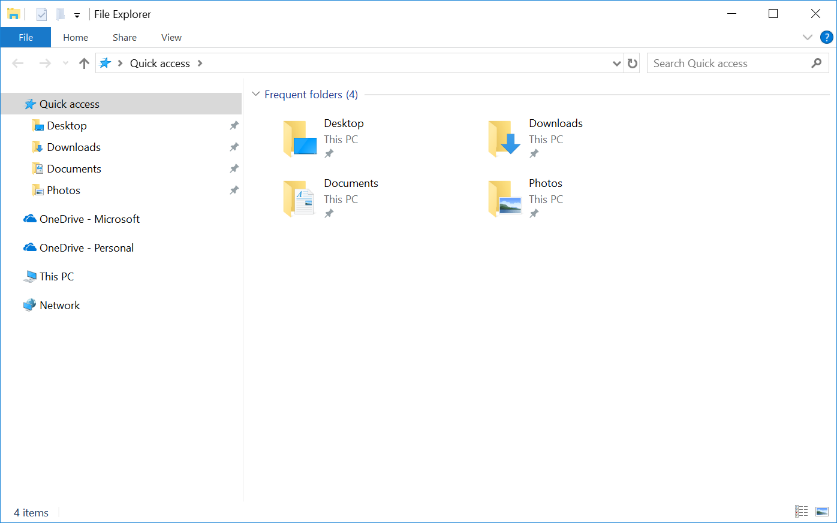 File Explorer
File Home Share View
?
Quick access
Search Quick access
Quick access
Desktop
Downloads
Documents
Photos
OneDrive - Microsoft
OneDrive - Personal
This PC
Network
Frequent folders (4)
Desktop
This PC
Downloads
This PC
Documents
This PC
Photos
This PC
4 items